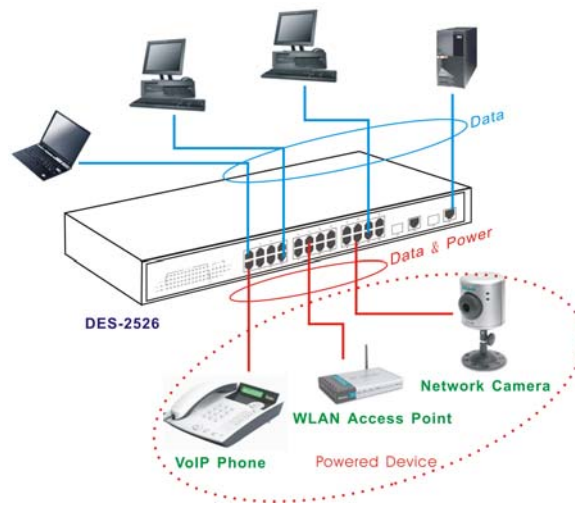 Data
Data & Power
DES-2526
Network Camera
WLAN Access Point
VoIP Phone
Powered Device